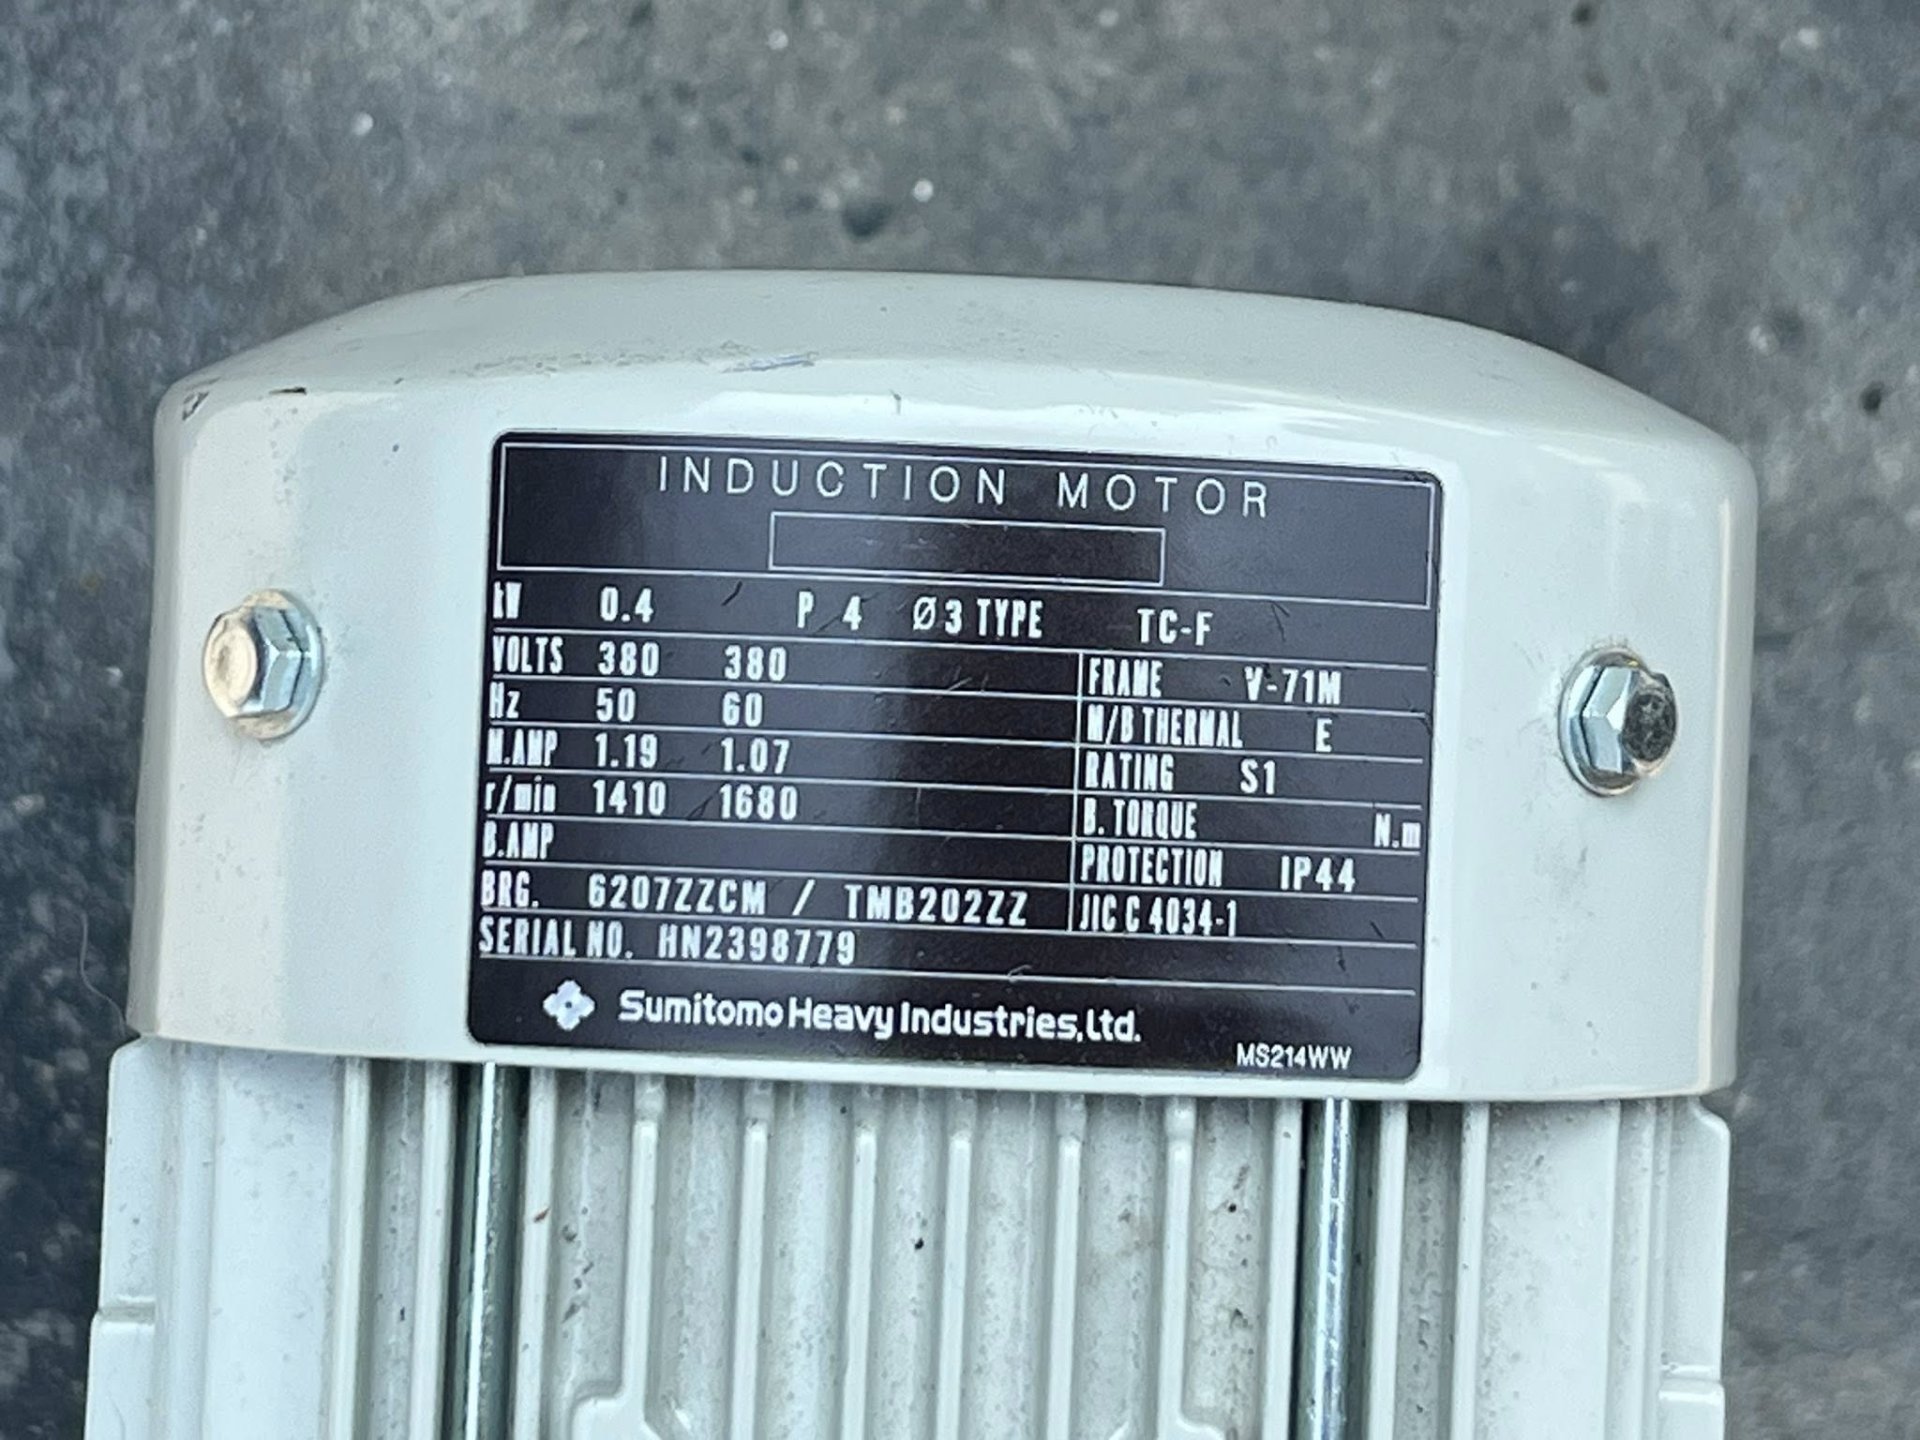 INDUCTION MOTOR
kW 0.4 P 4 Ø3 TYPE TC-F
VOLTS 380 380 FRAME V-71M
Hz 50 60 M/B THERMAL E
M.AMP 1.19 1.07 RATING S1
r/min 1410 1680 B. TORQUE N.m
B.AMP PROTECTION IP44
BRG. 6207ZZCM / TMB202ZZ JIC C 4034-1
SERIAL NO. HN2398779
Sumitomo Heavy Industries, Ltd.
MS214WW